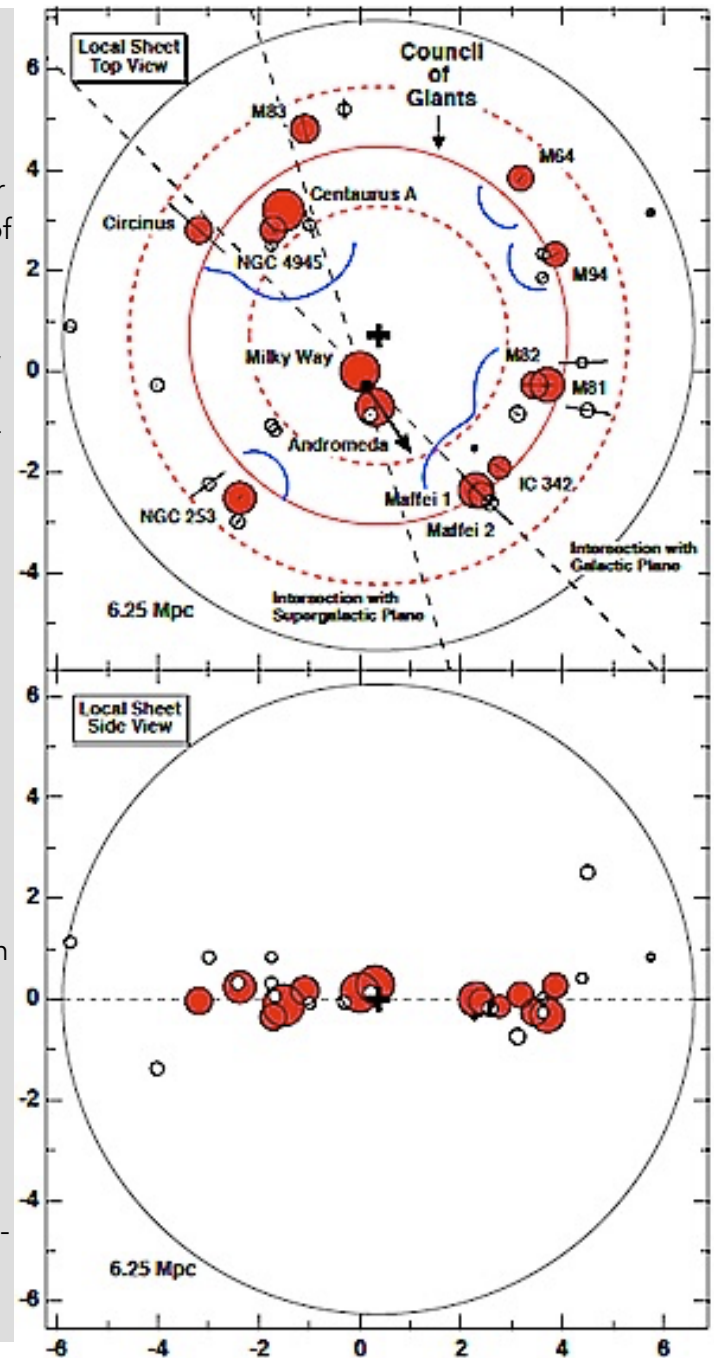 Local Sheet
Top View
Council
of
Giants
M83
M64
Centaurus A
Circinus
NGC 4945
M94
Milky Way
M82
M81
Andromeda
Maffei 1
IC 342
Maffei 2
NGC 253
Intersection with
Galactic Plane
Intersection with
Supergalactic Plane
6.25 Mpc
6
4
2
0
-2
-4
Local Sheet
Side View
6.25 Mpc
6
4
2
0
-2
-4
-6
-6 -4 -2 0 2 4 6
of